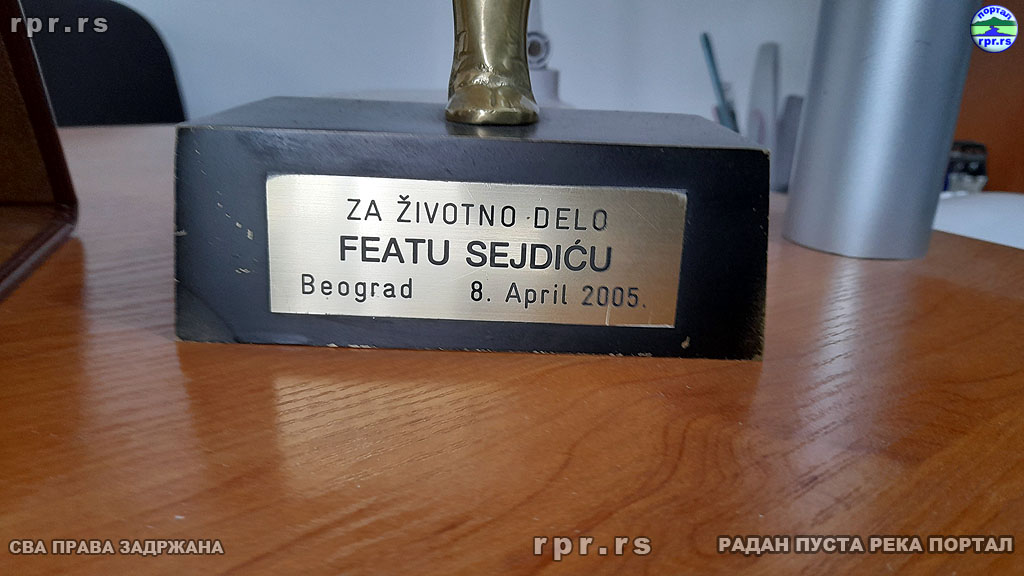 rpr.rs
портал
rpr.rs
ZA ŽIVOTNO DELO
FEATU SEJDIĆU
Beograd 8. April 2005.
СВА ПРАВА ЗАДРЖАНА
rpr.rs
РАДАН ПУСТА РЕКА ПОРТАЛ